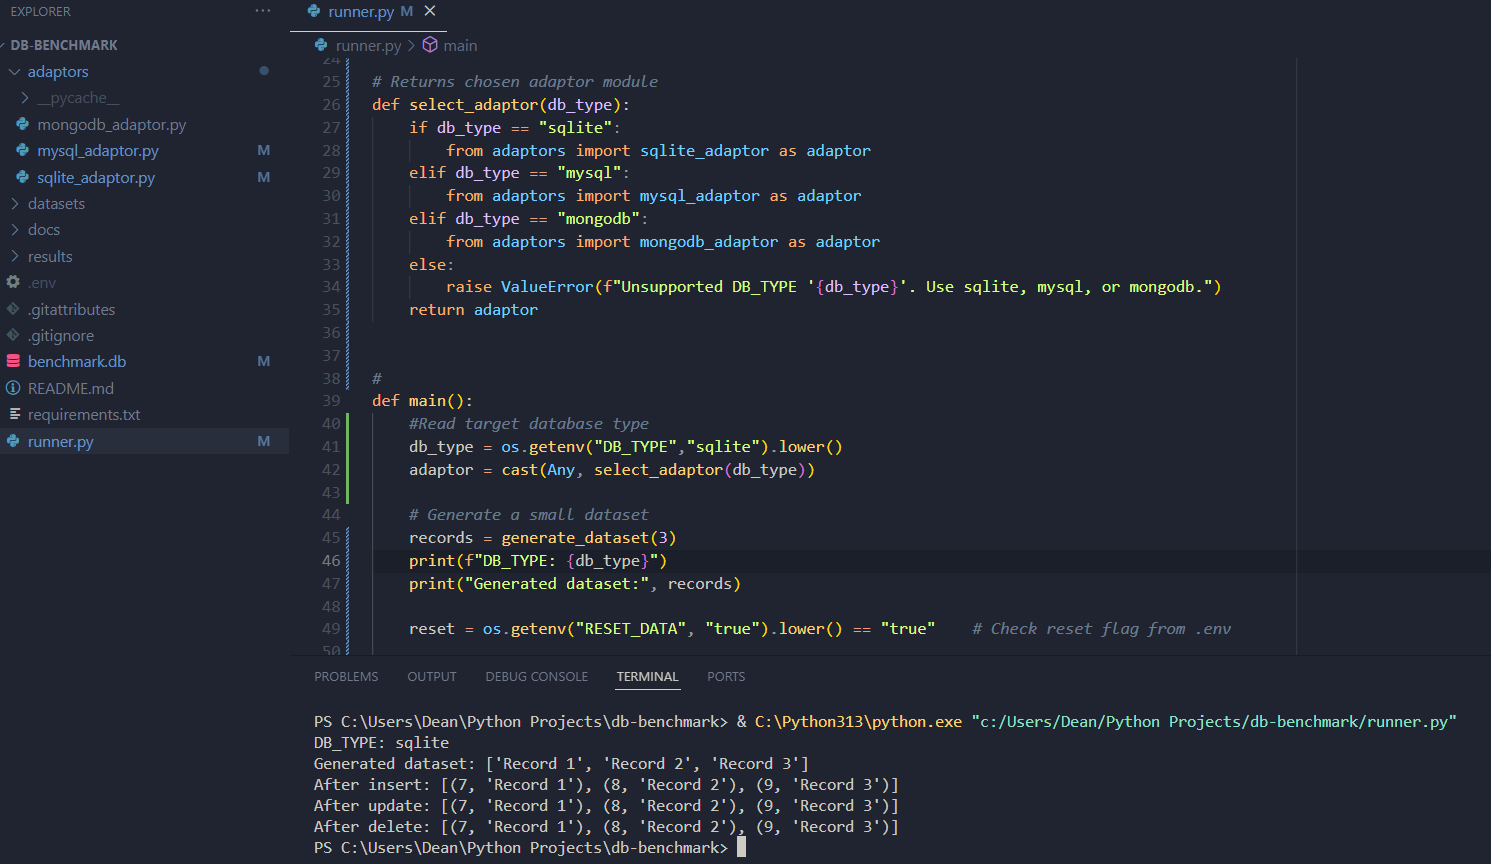 EXPLORER
···
DB-BENCHMARK
adaptors
__pycache__
mongodb_adaptor.py
mysql_adaptor.py M
sqlite_adaptor.py M
datasets
docs
results
.env
.gitattributes
.gitignore
benchmark.db M
README.md
requirements.txt
runner.py M
runner.py M
runner.py > main
24
25 # Returns chosen adaptor module
26 def select_adaptor(db_type):
27 if db_type == "sqlite":
28 from adaptors import sqlite_adaptor as adaptor
29 elif db_type == "mysql":
30 from adaptors import mysql_adaptor as adaptor
31 elif db_type == "mongodb":
32 from adaptors import mongodb_adaptor as adaptor
33 else:
34 raise ValueError(f"Unsupported DB_TYPE '{db_type}'. Use sqlite, mysql, or mongodb.")
35 return adaptor
36
37
38 #
39 def main():
40 #Read target database type
41 db_type = os.getenv("DB_TYPE","sqlite").lower()
42 adaptor = cast(Any, select_adaptor(db_type))
43
44 # Generate a small dataset
45 records = generate_dataset(3)
46 print(f"DB_TYPE: {db_type}")
47 print("Generated dataset:", records)
48
49 reset = os.getenv("RESET_DATA", "true").lower() == "true" # Check reset flag from .env
50
PROBLEMS OUTPUT DEBUG CONSOLE TERMINAL PORTS
PS C:\Users\Dean\Python Projects\db-benchmark> & C:\Python313\python.exe "c:/Users/Dean/Python Projects/db-benchmark/runner.py"
DB_TYPE: sqlite
Generated dataset: ['Record 1', 'Record 2', 'Record 3']
After insert: [(7, 'Record 1'), (8, 'Record 2'), (9, 'Record 3')]
After update: [(7, 'Record 1'), (8, 'Record 2'), (9, 'Record 3')]
After delete: [(7, 'Record 1'), (8, 'Record 2'), (9, 'Record 3')]
PS C:\Users\Dean\Python Projects\db-benchmark>